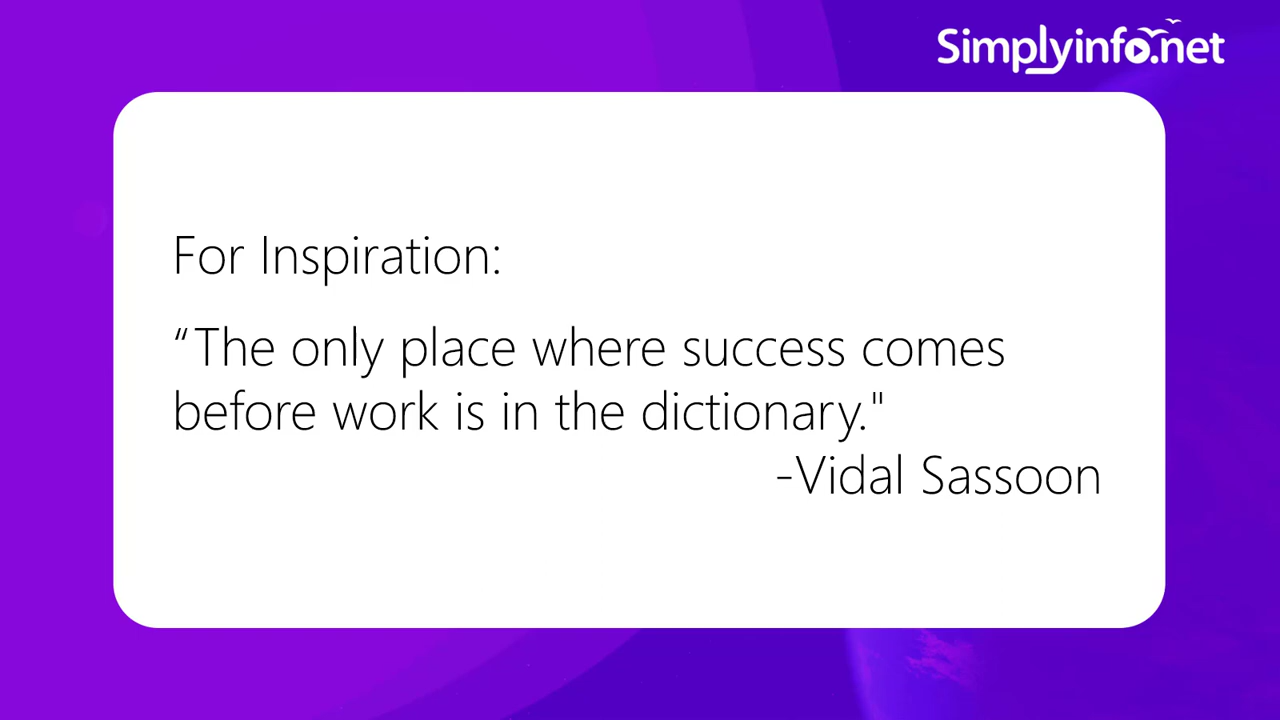 Simplyinfo.net
For Inspiration:
“The only place where success comes
before work is in the dictionary."
-Vidal Sassoon